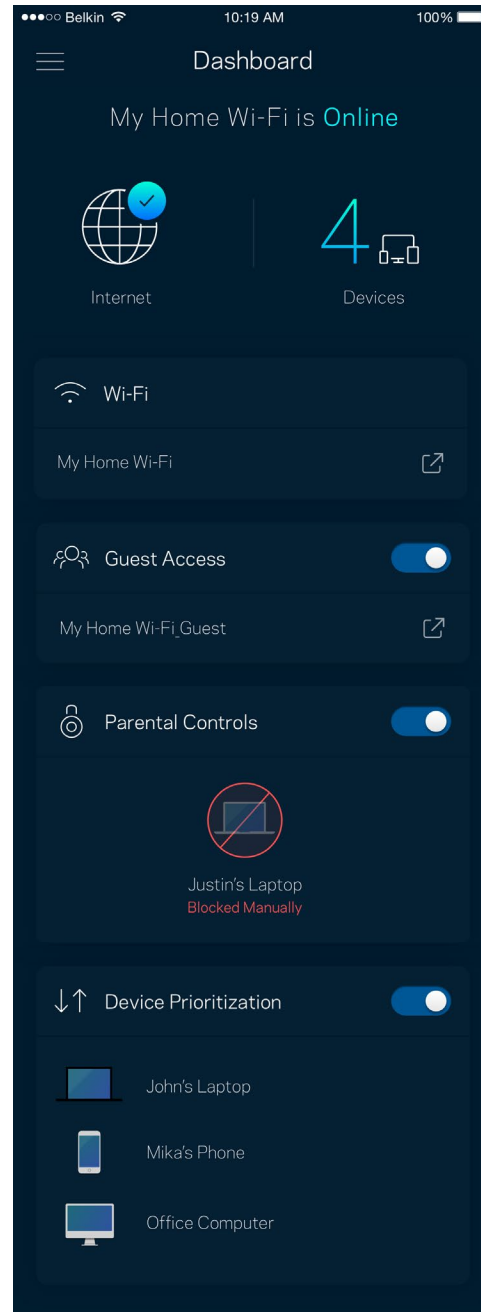 Belkin 10:19 AM 100%
Dashboard
My Home Wi-Fi is Online
4
Internet Devices
Wi-Fi
My Home Wi-Fi
Guest Access
My Home Wi-Fi_Guest
Parental Controls
Justin's Laptop
Blocked Manually
Device Prioritization
John's Laptop
Mika's Phone
Office Computer